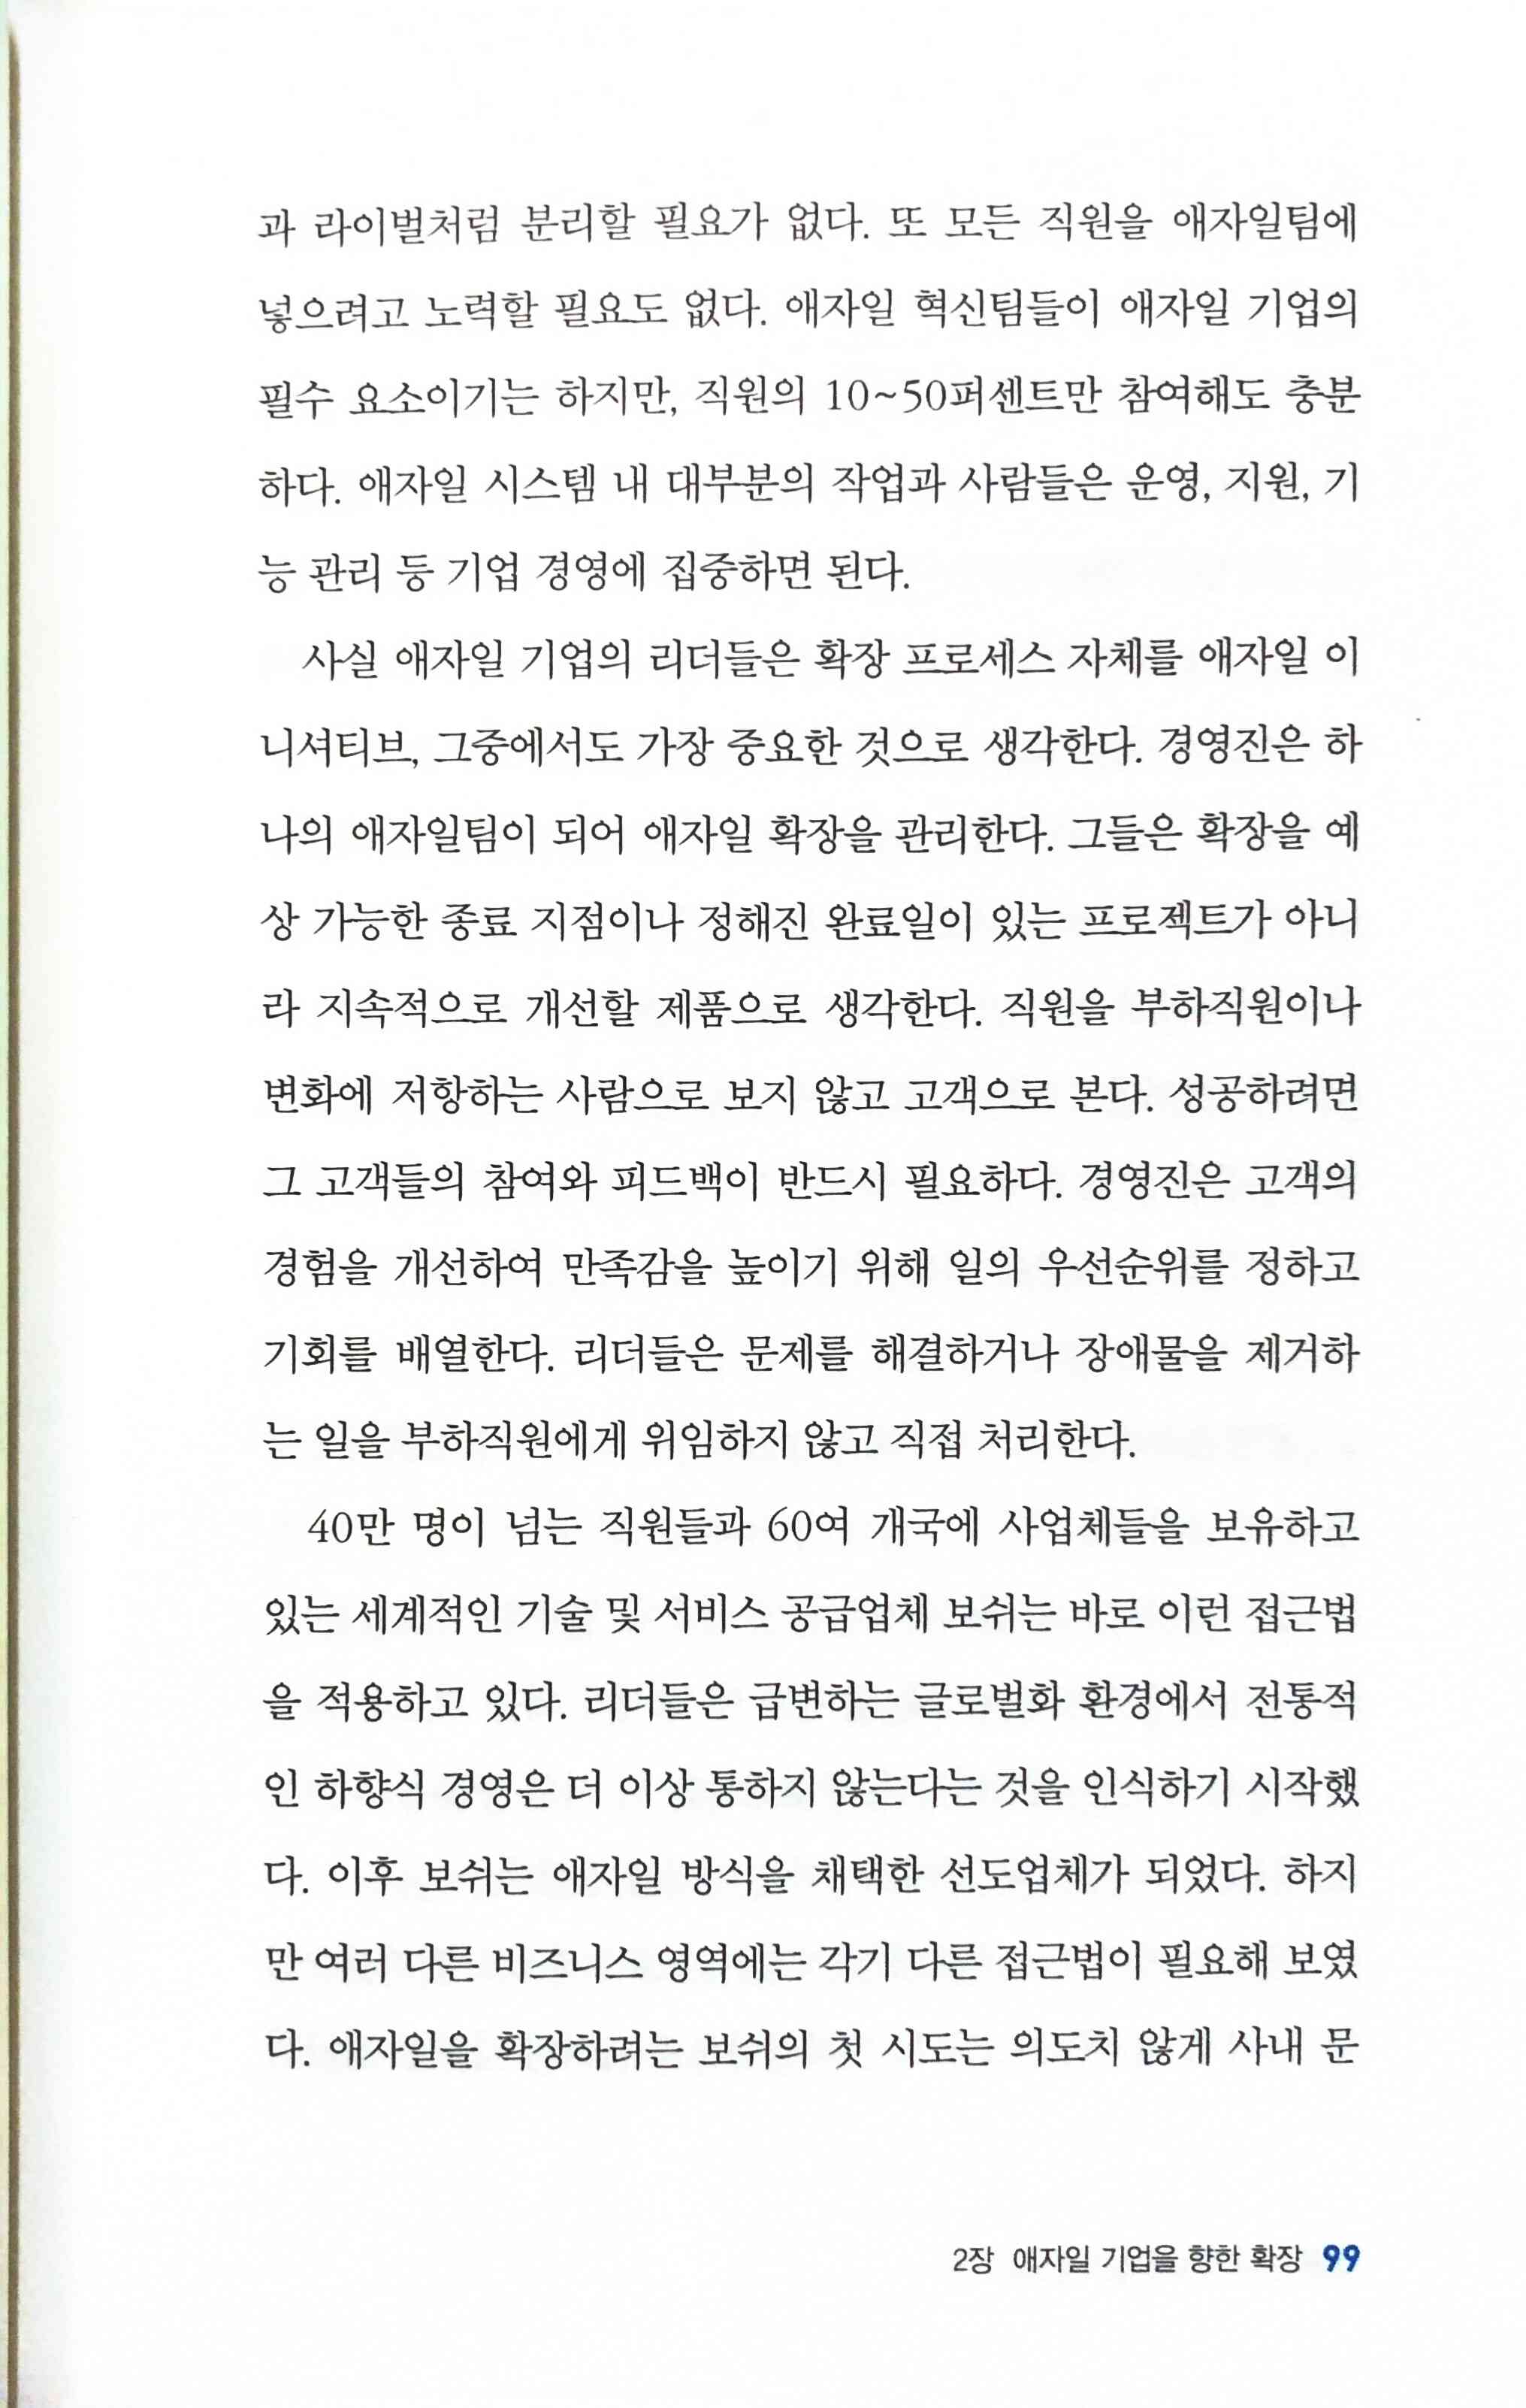 과 라이벌처럼 분리할 필요가 없다. 또 모든 직원을 애자일팀에
넣으려고 노력할 필요도 없다. 애자일 혁신팀들이 애자일 기업의
필수 요소이기는 하지만, 직원의 10~50퍼센트만 참여해도 충분
하다. 애자일 시스템 내 대부분의 작업과 사람들은 운영, 지원, 기
능 관리 등 기업 경영에 집중하면 된다.
사실 애자일 기업의 리더들은 확장 프로세스 자체를 애자일 이
니셔티브, 그중에서도 가장 중요한 것으로 생각한다. 경영진은 하
나의 애자일팀이 되어 애자일 확장을 관리한다. 그들은 확장을 예
상 가능한 종료 지점이나 정해진 완료일이 있는 프로젝트가 아니
라 지속적으로 개선할 제품으로 생각한다. 직원을 부하직원이나
변화에 저항하는 사람으로 보지 않고 고객으로 본다. 성공하려면
그 고객들의 참여와 피드백이 반드시 필요하다. 경영진은 고객의
경험을 개선하여 만족감을 높이기 위해 일의 우선순위를 정하고
기회를 배열한다. 리더들은 문제를 해결하거나 장애물을 제거하
는 일을 부하직원에게 위임하지 않고 직접 처리한다.
40만 명이 넘는 직원들과 60여 개국에 사업체들을 보유하고
있는 세계적인 기술 및 서비스 공급업체 보쉬는 바로 이런 접근법
을 적용하고 있다. 리더들은 급변하는 글로벌화 환경에서 전통적
인 하향식 경영은 더 이상 통하지 않는다는 것을 인식하기 시작했
다. 이후 보쉬는 애자일 방식을 채택한 선도업체가 되었다. 하지
만 여러 다른 비즈니스 영역에는 각기 다른 접근법이 필요해 보였
다. 애자일을 확장하려는 보쉬의 첫 시도는 의도치 않게 사내 문
2장 애자일 기업을 향한 확장 99